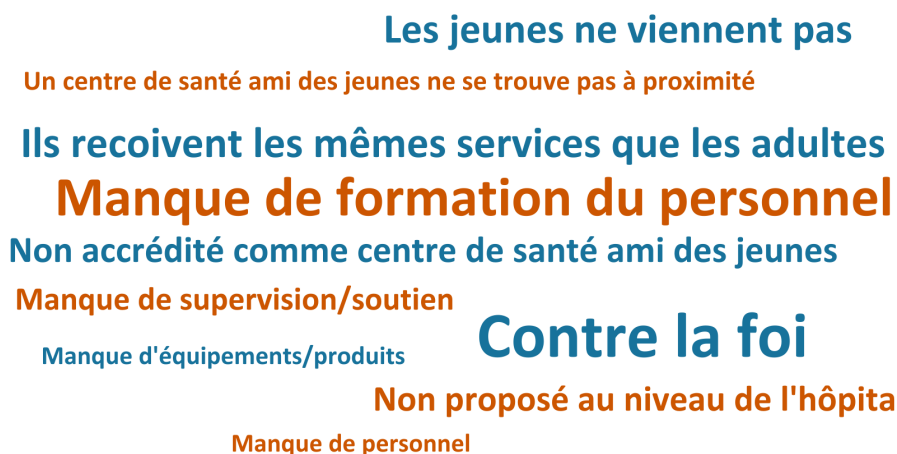 Les jeunes ne viennent pas
Un centre de santé ami des jeunes ne se trouve pas à proximité
Ils recoivent les mêmes services que les adultes
Manque de formation du personnel
Non accrédité comme centre de santé ami des jeunes
Manque de supervision/soutien
Contre la foi
Manque d'équipements/produits
Non proposé au niveau de l'hôpita
Manque de personnel